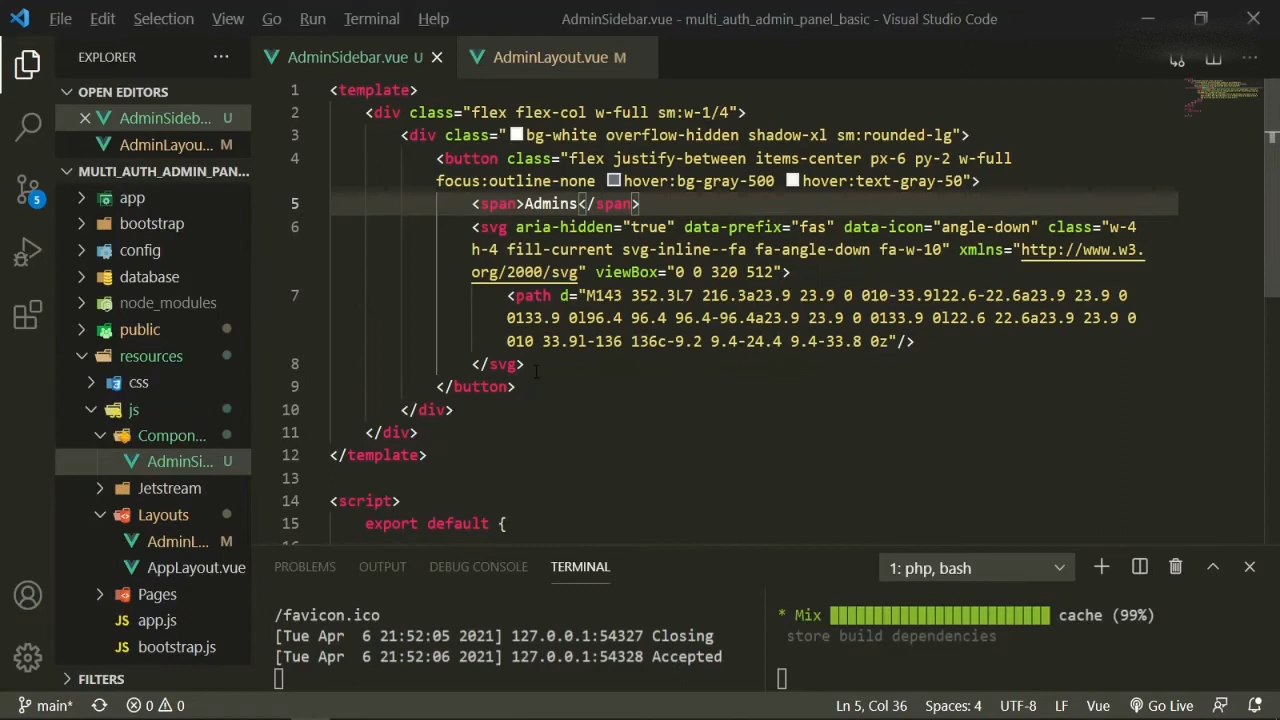 File Edit Selection View Go Run Terminal Help AdminSidebar.vue - multi_auth_admin_panel_basic - Visual Studio Code
EXPLORER ...
AdminSidebar.vue U
AdminLayout.vue M
OPEN EDITORS
AdminSideb... U
AdminLayou... M
MULTI_AUTH_ADMIN_PAN...
app
bootstrap
config
database
node_modules
public
resources
css
js
Compon...
AdminSi... U
Jetstream
Layouts
AdminL... M
AppLayout.vue
Pages
app.js
bootstrap.js
FILTERS
5
1 <template>
2 <div class="flex flex-col w-full sm:w-1/4">
3 <div class="bg-white overflow-hidden shadow-xl sm:rounded-lg">
4 <button class="flex justify-between items-center px-6 py-2 w-full
focus:outline-none hover:bg-gray-500 hover:text-gray-50">
5 <span>Admins</span>
6 <svg aria-hidden="true" data-prefix="fas" data-icon="angle-down" class="w-4
h-4 fill-current svg-inline--fa fa-angle-down fa-w-10" xmlns="http://www.w3.
org/2000/svg" viewBox="0 0 320 512">
7 <path d="M143 352.3L7 216.3a23.9 23.9 0 010-33.9l22.6-22.6a23.9 23.9 0
0133.9 0l96.4 96.4 96.4-96.4a23.9 23.9 0 0133.9 0l22.6 22.6a23.9 23.9 0
010 33.9l-136 136c-9.2 9.4-24.4 9.4-33.8 0z"/>
8 </svg>
9 </button>
10 </div>
11 </div>
12 </template>
13
14 <script>
15 export default {
PROBLEMS OUTPUT DEBUG CONSOLE TERMINAL 1: php, bash
/favicon.ico
[Tue Apr  6 21:52:05 2021] 127.0.0.1:54327 Closing
[Tue Apr  6 21:52:06 2021] 127.0.0.1:54328 Accepted
* Mix cache (99%)
store build dependencies
main* 0 0 Ln 5, Col 36 Spaces: 4 UTF-8 LF Vue Go Live